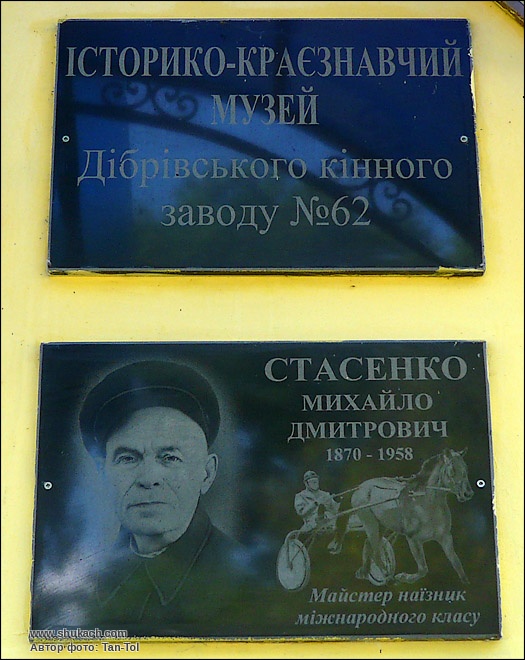 ІСТОРИКО-КРАЄЗНАВЧИЙ
МУЗЕЙ
Дібрівського кінного
заводу №62
СТАСЕНКО
МИХАЙЛО
ДМИТРОВИЧ
1870 - 1958
Майстер наїзник
міжнародного класу
www.shukach.com
Автор фото: Tan-Tol